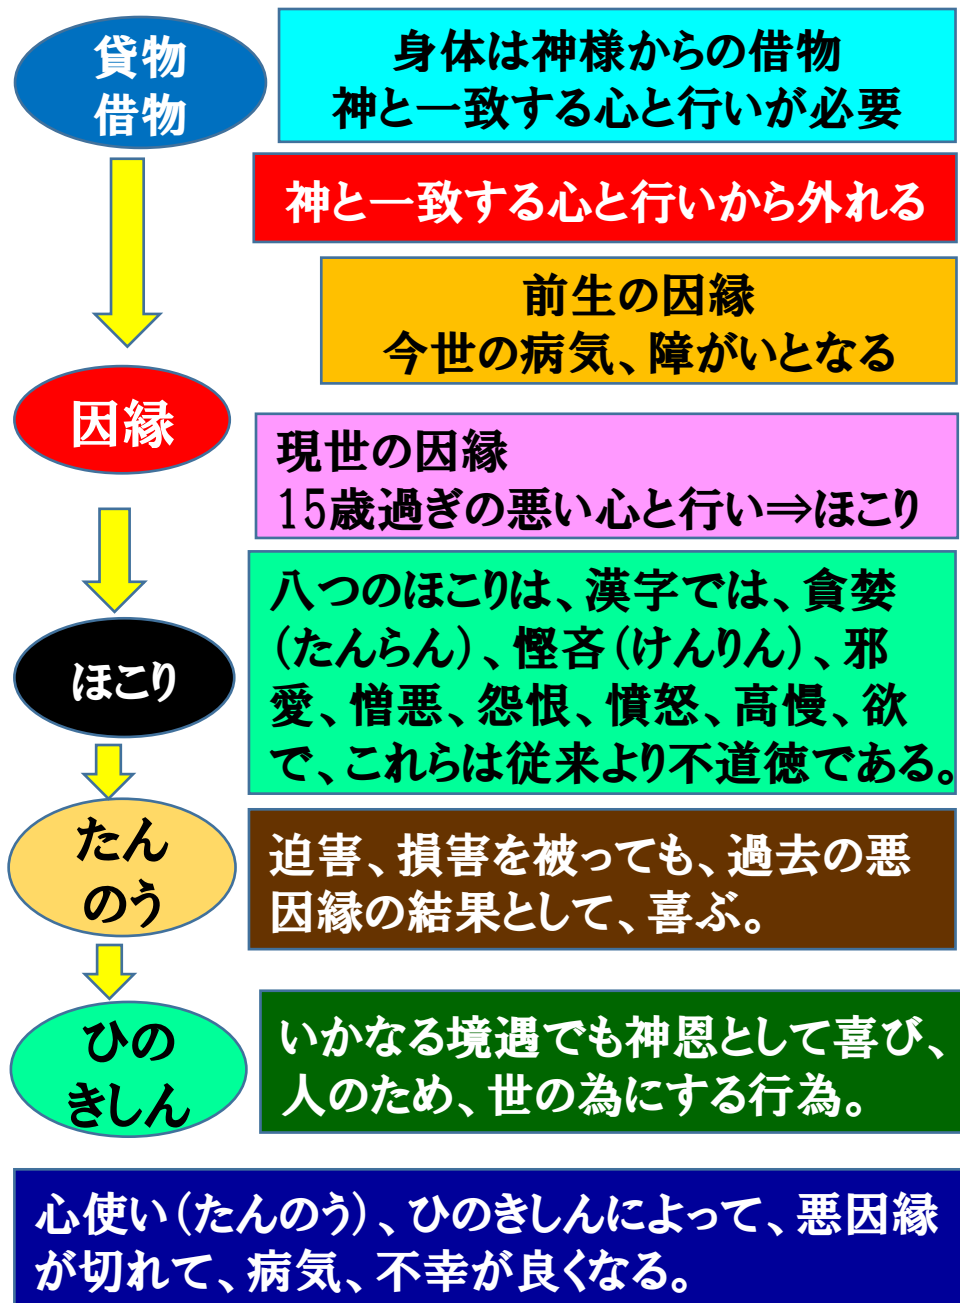 貸物
借物
身体は神様からの借物
神と一致する心と行いが必要
神と一致する心と行いから外れる
前生の因縁
今世の病気、障がいとなる
因縁
現世の因縁
15歳過ぎの悪い心と行い⇒ほこり
八つのほこりは、漢字では、貪婪
(たんらん)、慳吝(けんりん)、邪
愛、憎悪、怨恨、憤怒、高慢、欲
で、これらは従来より不道徳である。
ほこり
たん
のう
迫害、損害を被っても、過去の悪
因縁の結果として、喜ぶ。
ひの
きしん
いかなる境遇でも神恩として喜び、
人のため、世の為にする行為。
心使い(たんのう)、ひのきしんによって、悪因縁
が切れて、病気、不幸が良くなる。